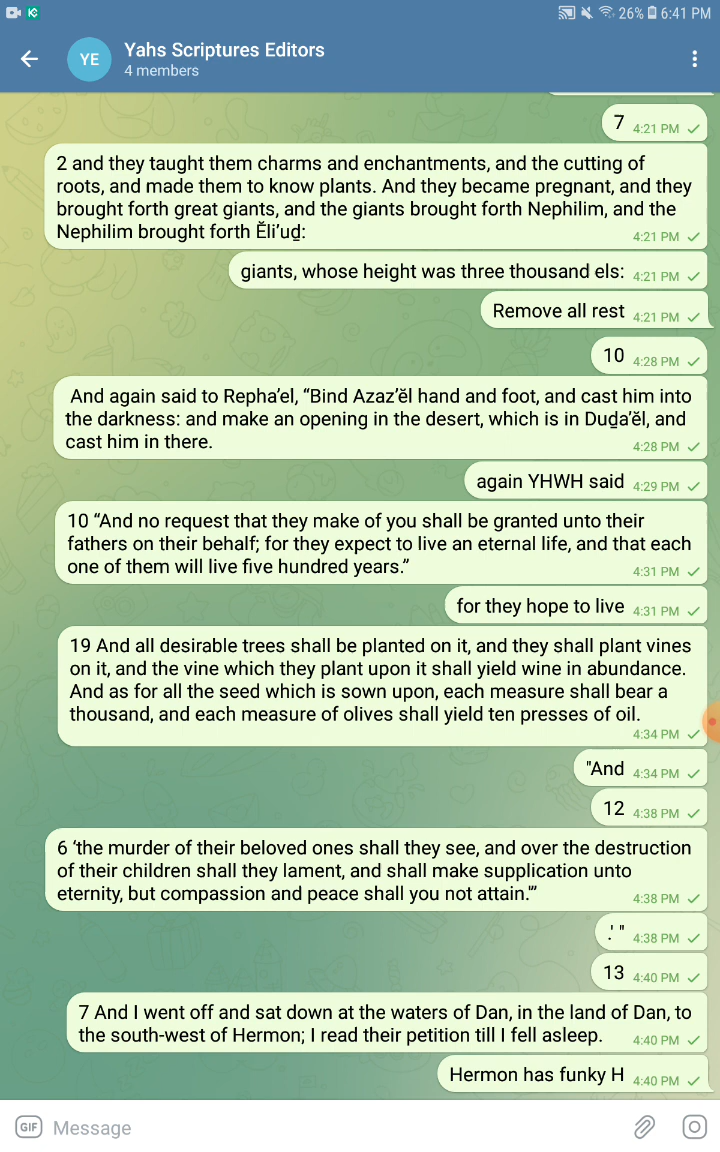 26% 6:41 PM
YE
Yahs Scriptures Editors
4 members
7 4:21 PM
2 and they taught them charms and enchantments, and the cutting of
roots, and made them to know plants. And they became pregnant, and they
brought forth great giants, and the giants brought forth Nephilim, and the
Nephilim brought forth Ĕli’uḏ:
4:21 PM
giants, whose height was three thousand els: 4:21 PM
Remove all rest 4:21 PM
10 4:28 PM
And again said to Repha’el, “Bind Azaz’ĕl hand and foot, and cast him into
the darkness: and make an opening in the desert, which is in Duḏa’ĕl, and
cast him in there.
4:28 PM
again YHWH said 4:29 PM
10 “And no request that they make of you shall be granted unto their
fathers on their behalf; for they expect to live an eternal life, and that each
one of them will live five hundred years.”
4:31 PM
for they hope to live 4:31 PM
19 And all desirable trees shall be planted on it, and they shall plant vines
on it, and the vine which they plant upon it shall yield wine in abundance.
And as for all the seed which is sown upon, each measure shall bear a
thousand, and each measure of olives shall yield ten presses of oil.
4:34 PM
"And 4:34 PM
12 4:38 PM
6 ‘the murder of their beloved ones shall they see, and over the destruction
of their children shall they lament, and shall make supplication unto
eternity, but compassion and peace shall you not attain.’”
4:38 PM
.' " 4:38 PM
13 4:40 PM
7 And I went off and sat down at the waters of Dan, in the land of Dan, to
the south-west of Hermon; I read their petition till I fell asleep. 4:40 PM
Hermon has funky H 4:40 PM
GIF Message